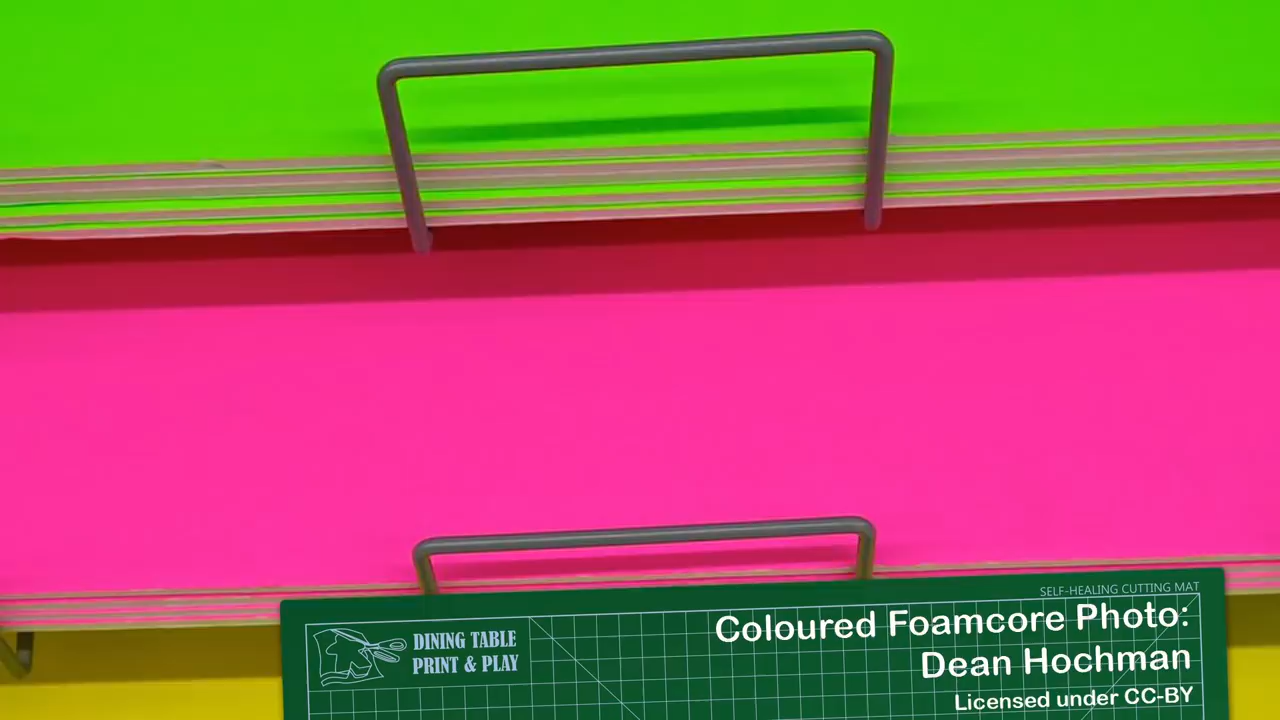 SELF-HEALING CUTTING MAT
DINING TABLE
PRINT & PLAY
Coloured Foamcore Photo:
Dean Hochman
Licensed under CC-BY